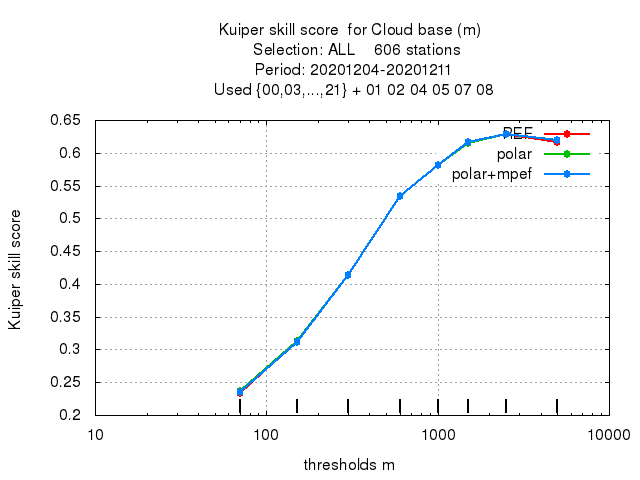 Kuiper skill score for Cloud base (m)
Selection: ALL 606 stations
Period: 20201204-20201211
Used {00,03,...,21} + 01 02 04 05 07 08
0.65
0.6
0.55
0.5
0.45
0.4
0.35
0.3
0.25
0.2
Kuiper skill score
REF
polar
polar+mpef
10
100
1000
10000
thresholds m